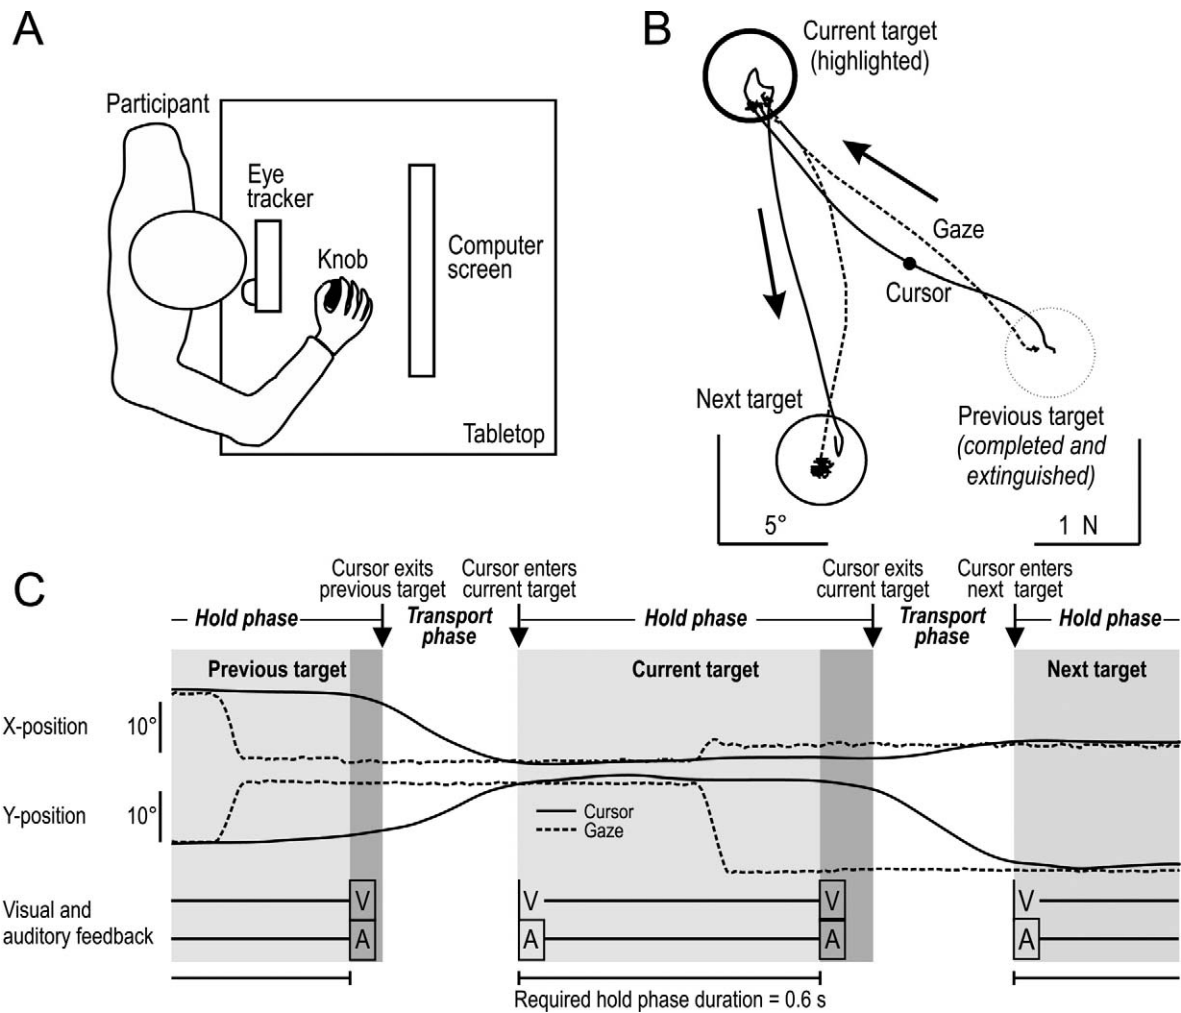 A
Participant
Eye
tracker
Knob
Computer
screen
Tabletop
B
Current target
(highlighted)
Gaze
Cursor
Next target
Previous target
(completed and
extinguished)
5°
1 N
C
Cursor exits
previous target
Cursor enters
current target
Cursor exits
current target
Cursor enters
next target
Hold phase
Transport
phase
Hold phase
Transport
phase
Hold phase
Previous target
Current target
Next target
X-position
10°
Y-position
10°
Cursor
Gaze
Visual and
auditory feedback
V
V
V
V
A
A
A
A
Required hold phase duration = 0.6 s